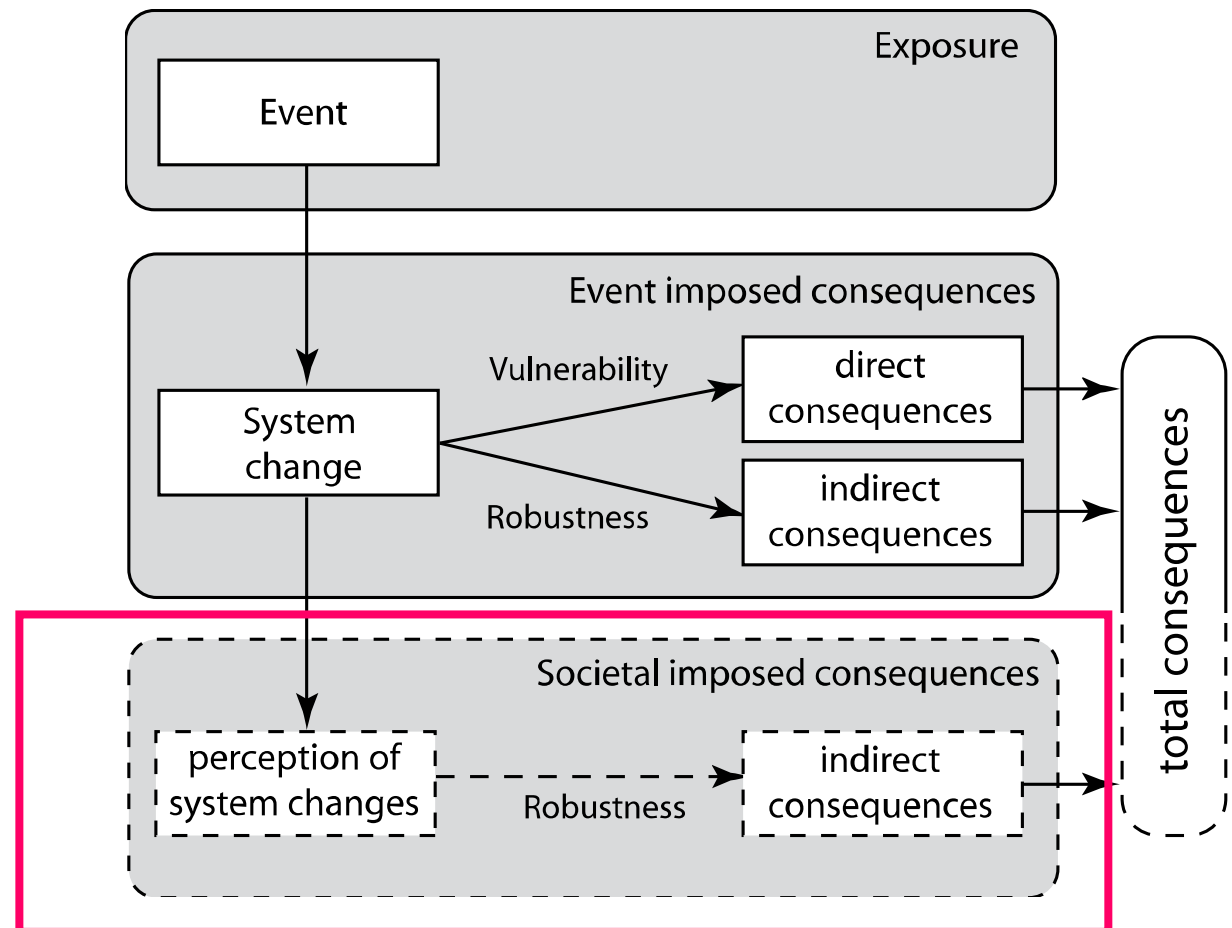 Exposure
Event
Event imposed consequences
Vulnerability
direct
consequences
System
change
Robustness
indirect
consequences
total consequences
Societal imposed consequences
perception of
system changes
Robustness
indirect
consequences